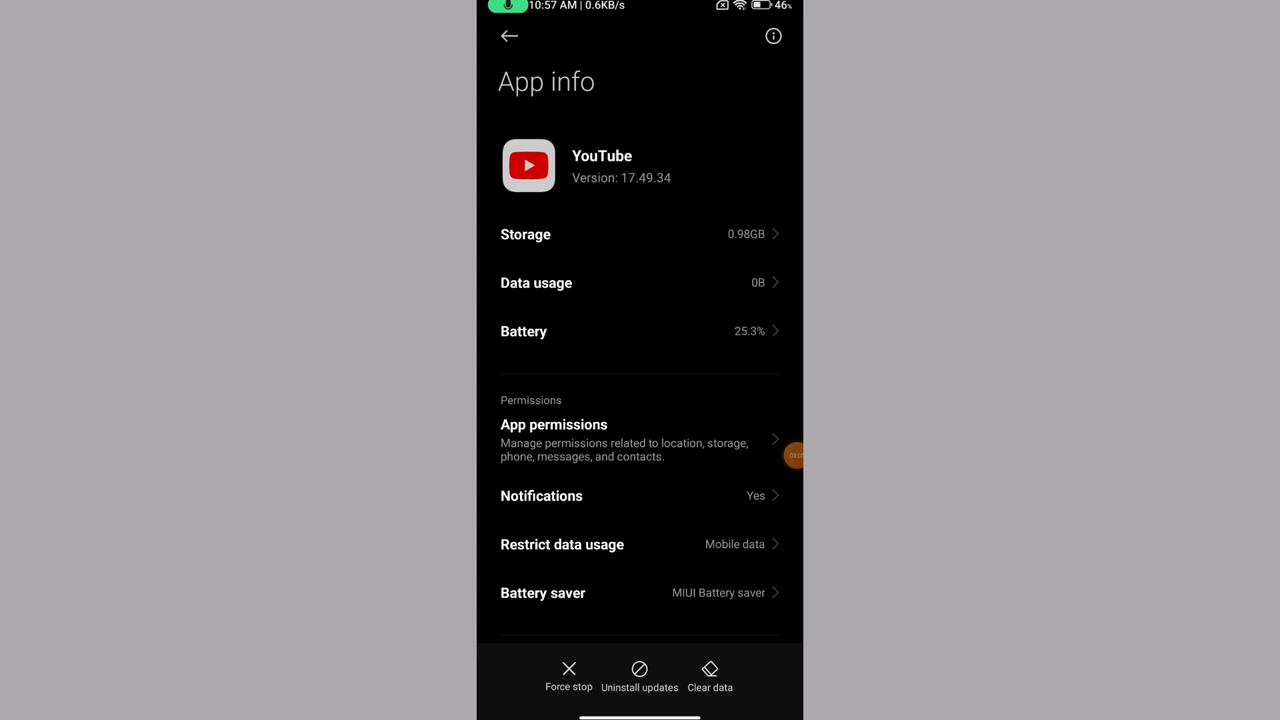 10:57 AM | 0.6KB/s 46%
App info
YouTube
Version: 17.49.34
Storage 0.98GB
Data usage 0B
Battery 25.3%
Permissions
App permissions
Manage permissions related to location, storage,
phone, messages, and contacts.
Notifications Yes
Restrict data usage Mobile data
Battery saver MIUI Battery saver
Force stop Uninstall updates Clear data